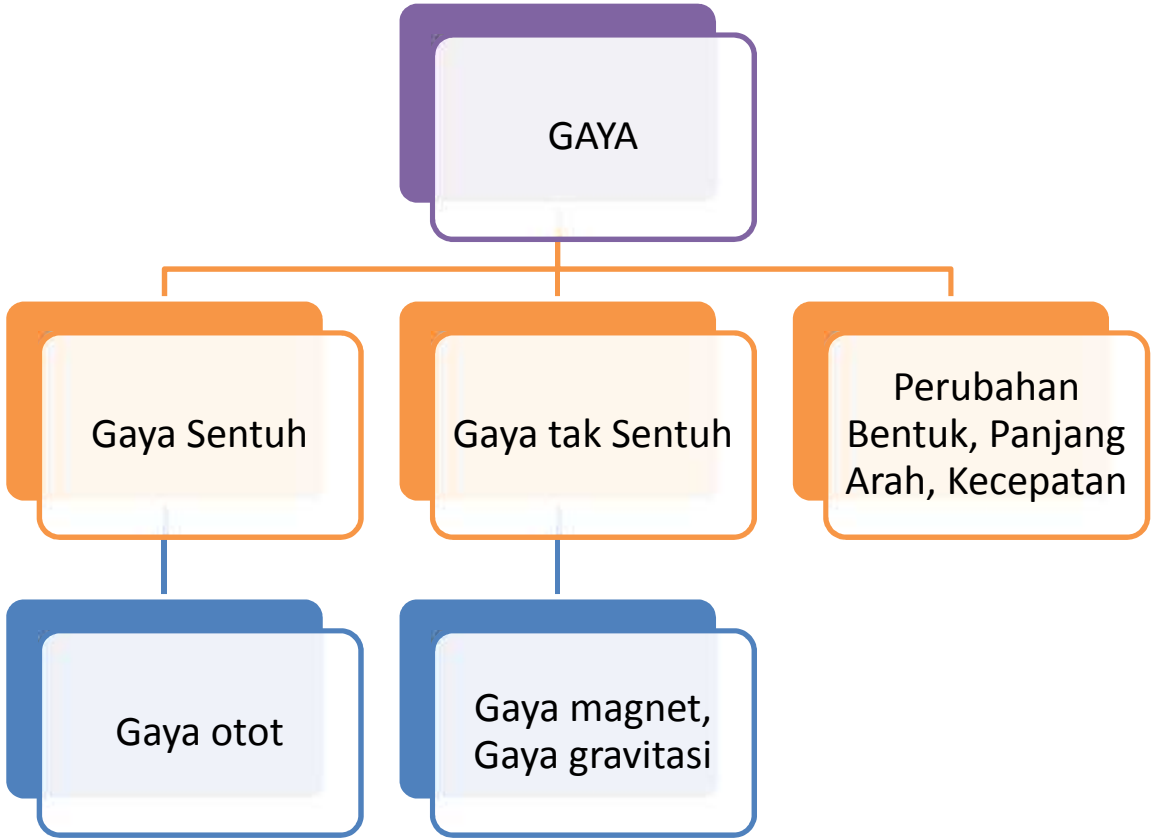 GAYA
Gaya Sentuh
Gaya tak Sentuh
Perubahan
Bentuk, Panjang
Arah, Kecepatan
Gaya otot
Gaya magnet,
Gaya gravitasi